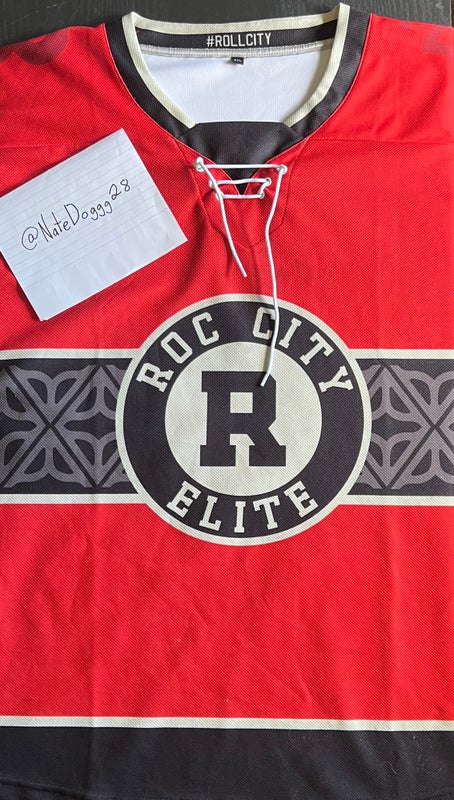 #ROLLCITY
@NateDoggg28
ROC CITY
R
ELITE